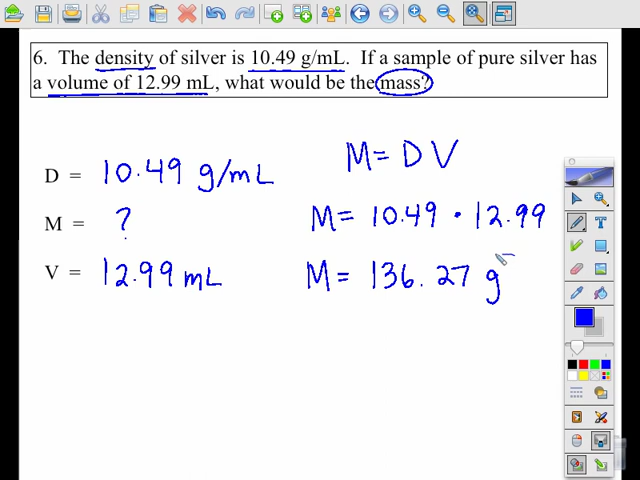 6. The density of silver is 10.49 g/mL. If a sample of pure silver has
a volume of 12.99 mL, what would be the mass?
D = 10.49 g/mL
M = ?
V = 12.99 mL
M = D V
M = 10.49 · 12.99
M = 136.27 g
T